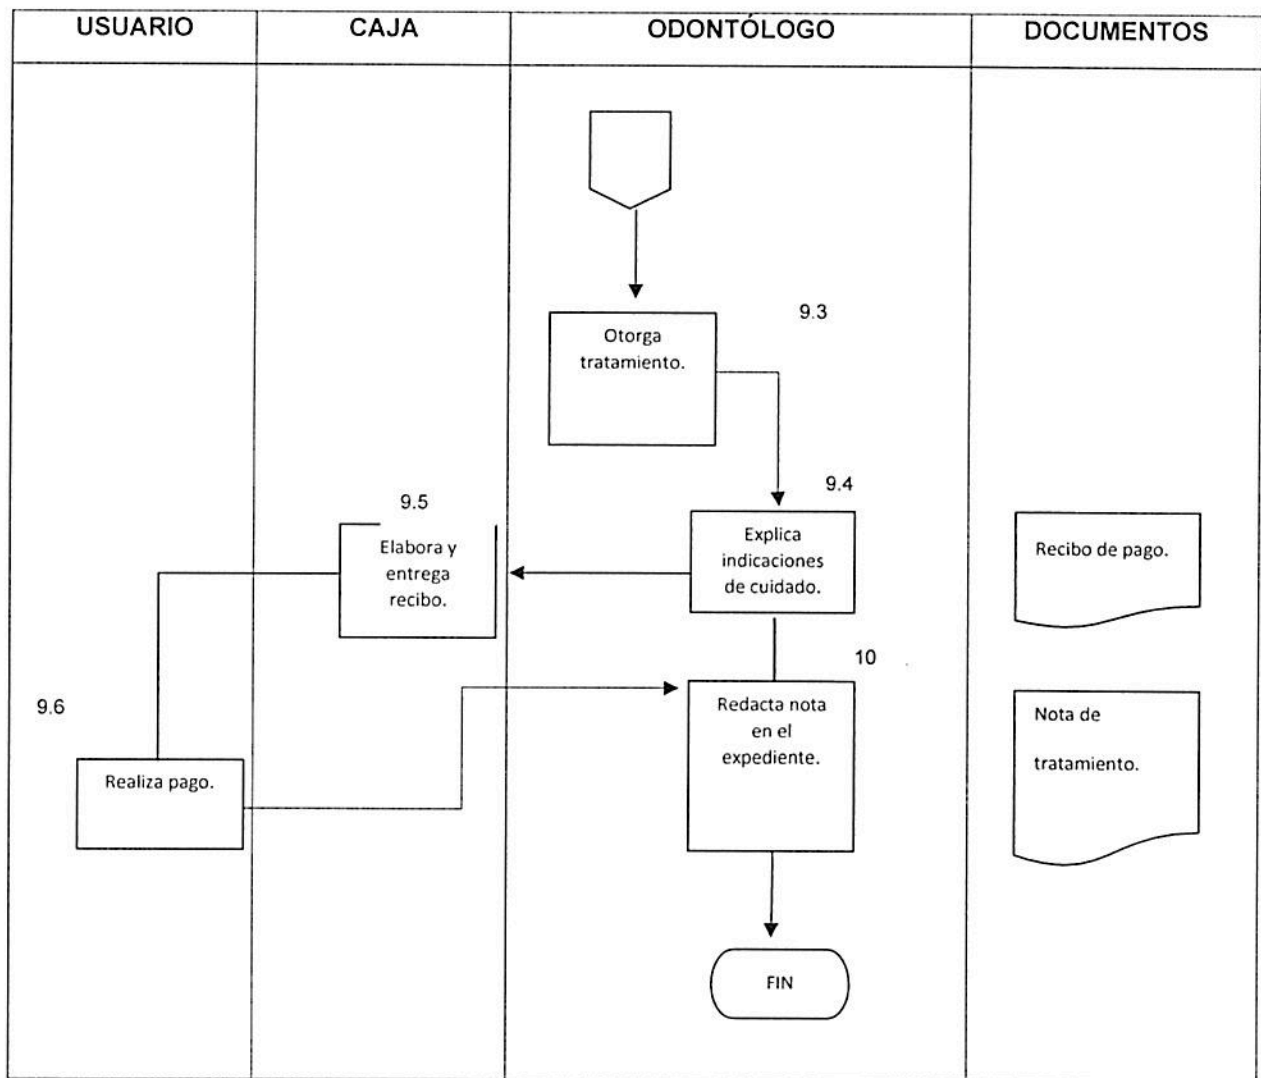 USUARIO
CAJA
ODONTÓLOGO
DOCUMENTOS
9.3
Otorga
tratamiento.
9.4
Explica
indicaciones
de cuidado.
9.5
Elabora y
entrega
recibo.
Recibo de pago.
9.6
Realiza pago.
10
Redacta nota
en el
expediente.
Nota de
tratamiento.
FIN